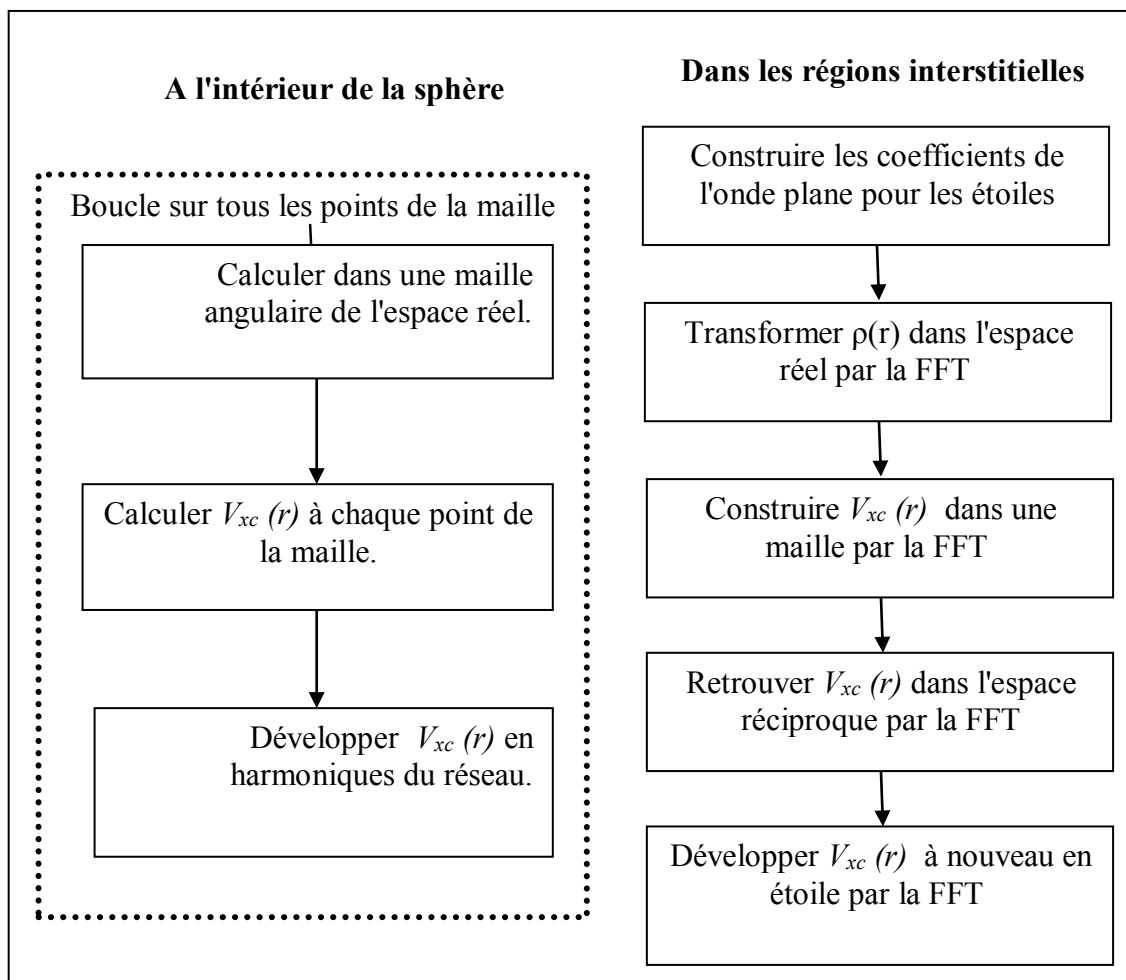 A l'intérieur de la sphère
Boucle sur tous les points de la maille
Calculer dans une maille
angulaire de l'espace réel.
Calculer Vxc (r) à chaque point de
la maille.
Développer Vxc (r) en
harmoniques du réseau.
Dans les régions interstitielles
Construire les coefficients de
l'onde plane pour les étoiles
Transformer ρ(r) dans l'espace
réel par la FFT
Construire Vxc (r) dans une
maille par la FFT
Retrouver Vxc (r) dans l'espace
réciproque par la FFT
Développer Vxc (r) à nouveau en
étoile par la FFT